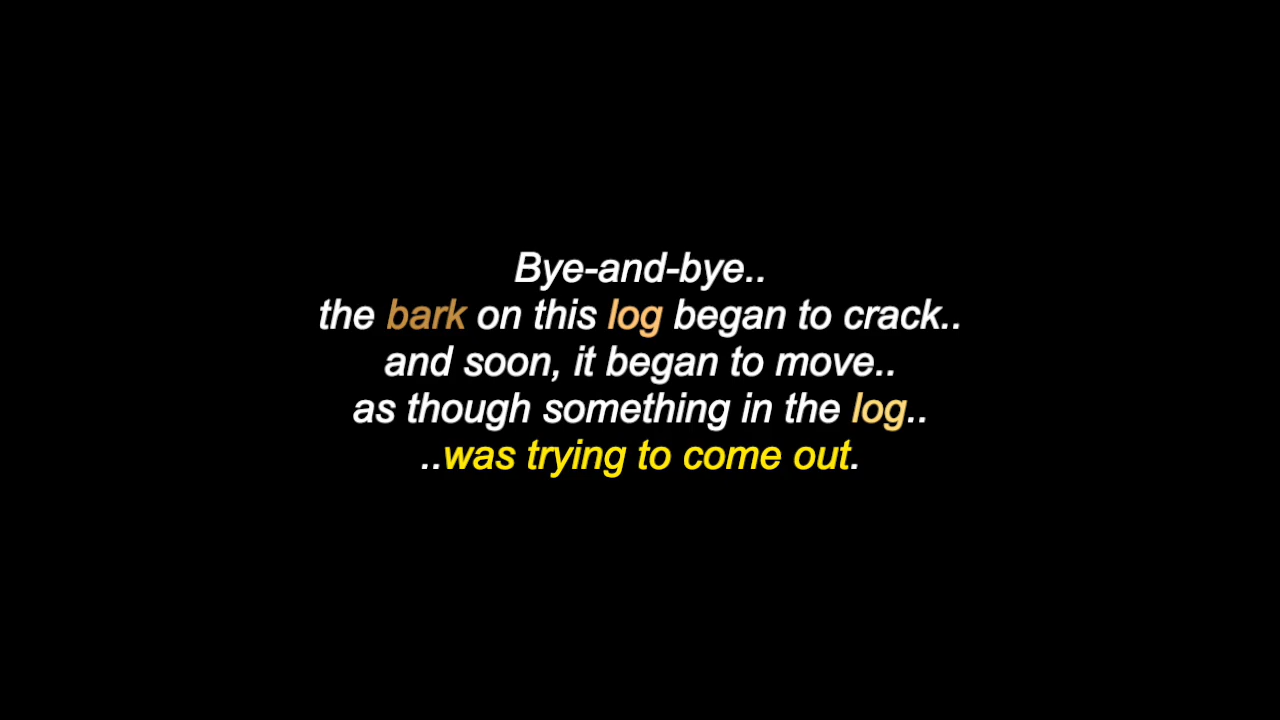 Bye-and-bye..
the bark on this log began to crack..
and soon, it began to move..
as though something in the log..
..was trying to come out.